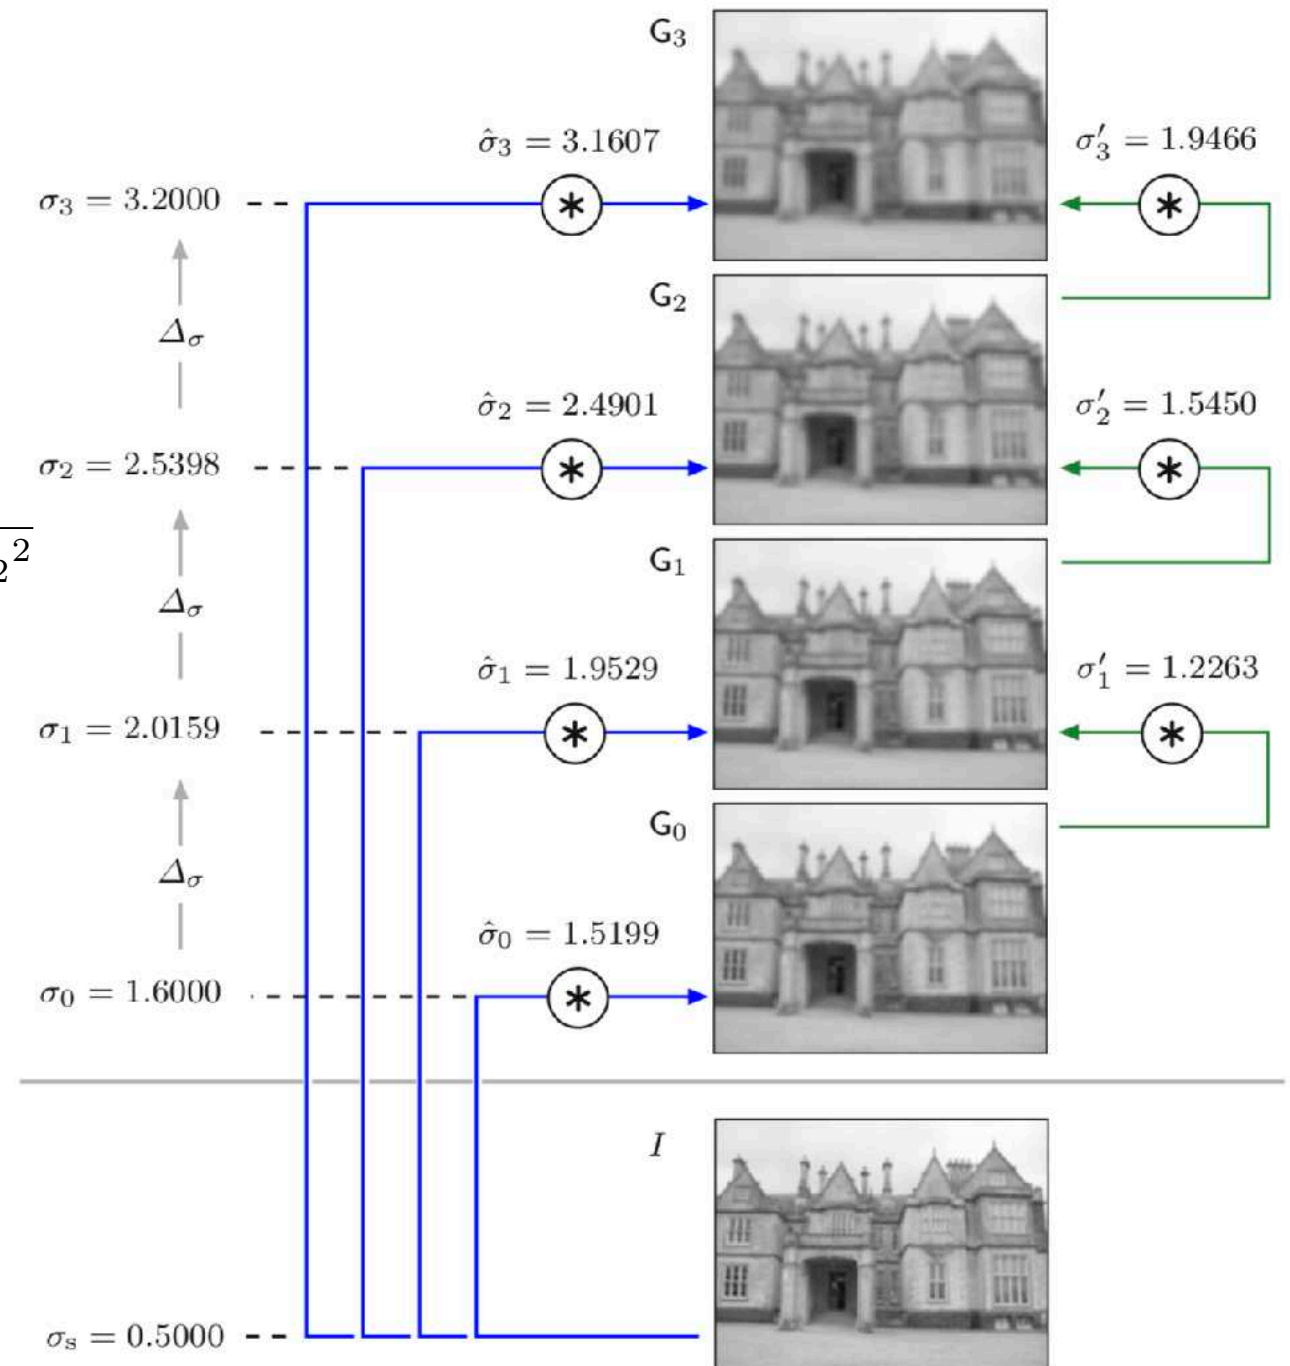 G₃
σ̂₃ = 3.1607
σ′₃ = 1.9466
σ₃ = 3.2000
G₂
Δσ
σ̂₂ = 2.4901
σ′₂ = 1.5450
σ₂ = 2.5398
2²
G₁
Δσ
σ̂₁ = 1.9529
σ′₁ = 1.2263
σ₁ = 2.0159
G₀
Δσ
σ̂₀ = 1.5199
σ₀ = 1.6000
I
σₛ = 0.5000